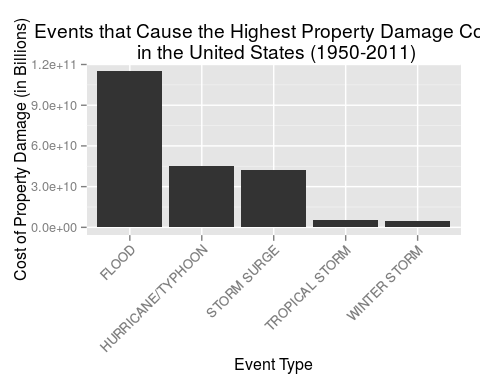 Events that Cause the Highest Property Damage Co
in the United States (1950-2011)
Cost of Property Damage (in Billions)
1.2e+11
9.0e+10
6.0e+10
3.0e+10
0.0e+00
FLOOD
HURRICANE/TYPHOON
STORM SURGE
TROPICAL STORM
WINTER STORM
Event Type